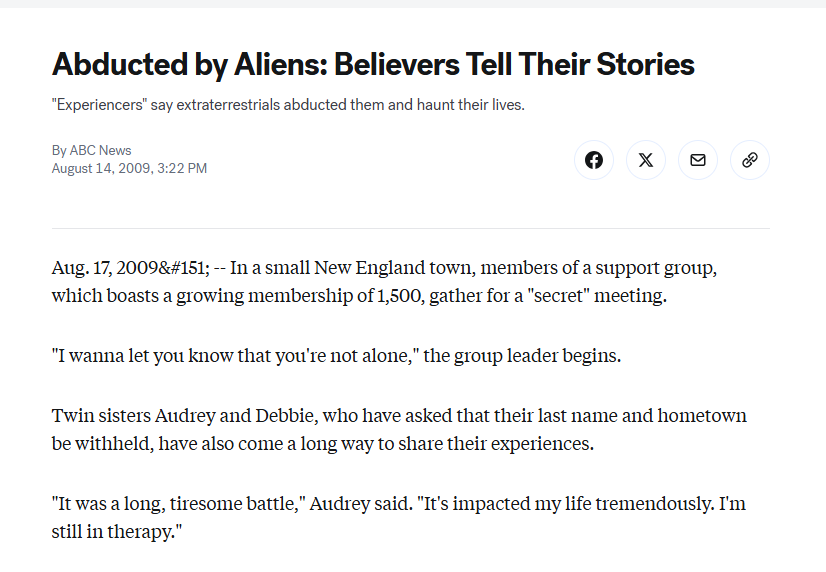 Abducted by Aliens: Believers Tell Their Stories
"Experiencers" say extraterrestrials abducted them and haunt their lives.
By ABC News
August 14, 2009, 3:22 PM
Aug. 17, 2009&#151; -- In a small New England town, members of a support group,
which boasts a growing membership of 1,500, gather for a "secret" meeting.
"I wanna let you know that you're not alone," the group leader begins.
Twin sisters Audrey and Debbie, who have asked that their last name and hometown
be withheld, have also come a long way to share their experiences.
"It was a long, tiresome battle," Audrey said. "It's impacted my life tremendously. I'm
still in therapy."